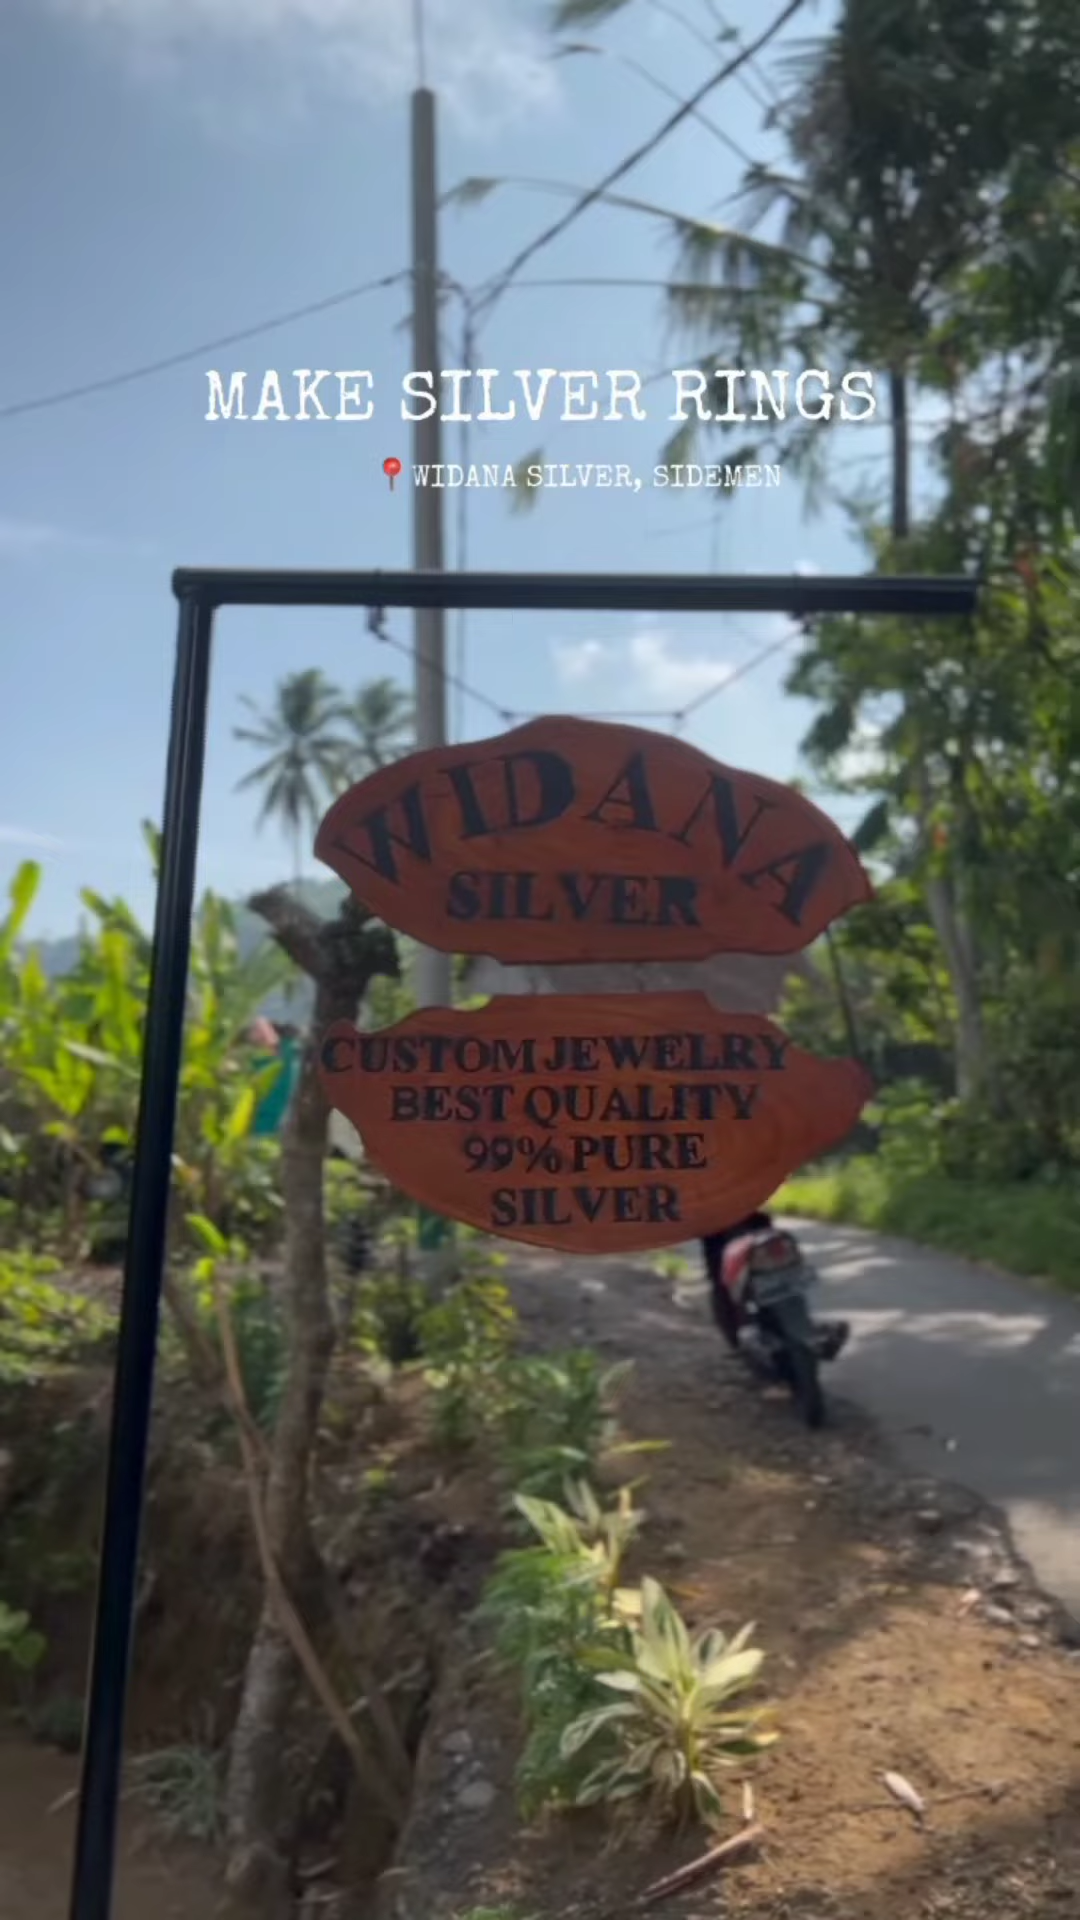 MAKE SILVER RINGS
📍WIDANA SILVER, SIDEMEN
WIDANA
SILVER
CUSTOM JEWELRY
BEST QUALITY
99% PURE
SILVER